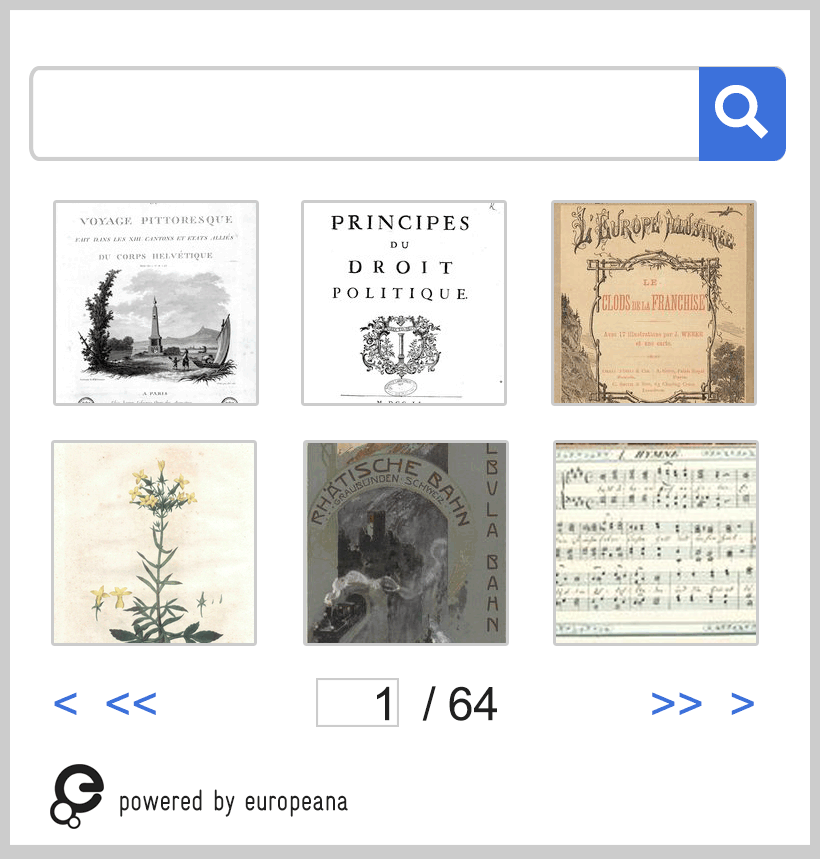 VOYAGE PITTORESQUE
FAIT DANS LES XIII CANTONS ET ETATS ALLIÉS
DU CORPS HELVÉTIQUE
A PARIS
PRINCIPES
DU
DROIT
POLITIQUE.
L'EUROPE ILLUSTRÉE.
LE
CLODS DE LA FRANCHISE
Avec 17 illustrations par J. WEBER
et une carte.
RHÄTISCHE BAHN
GRAUBÜNDEN · SCHWEIZ
LBULA BAHN
A HYMNE
< <<
1 / 64
>> >
powered by europeana